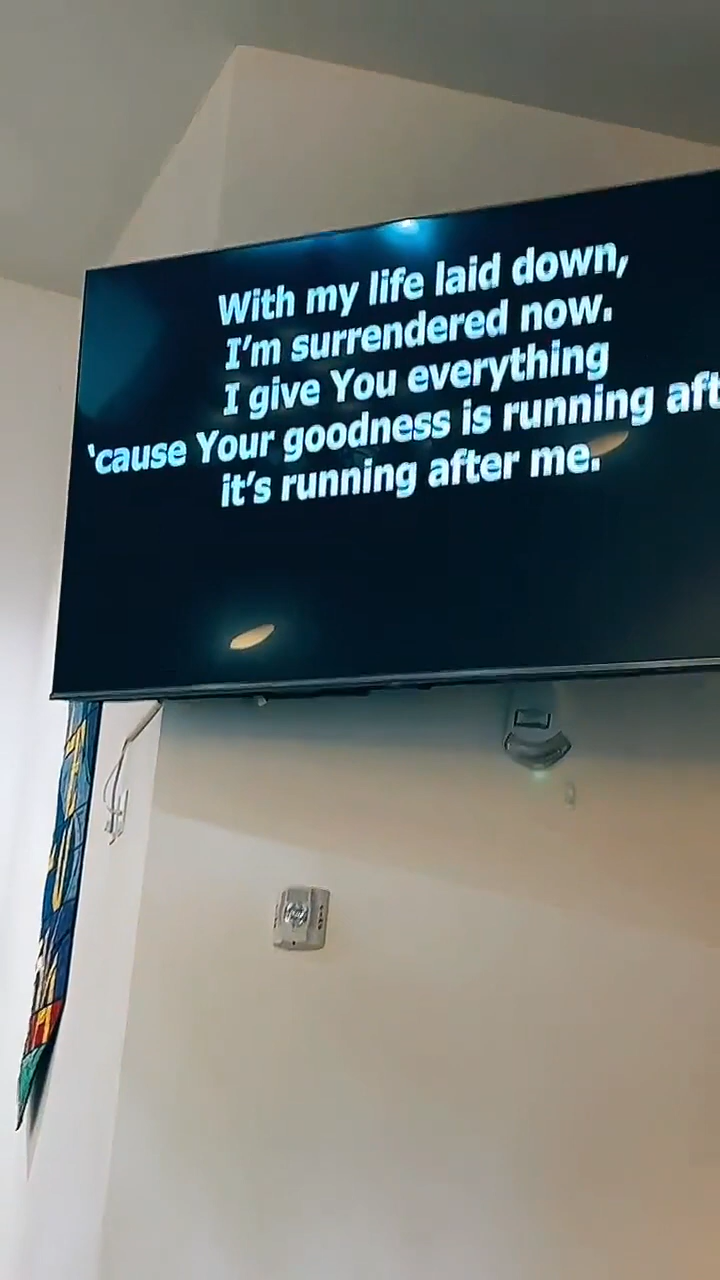 With my life laid down,
I'm surrendered now.
I give You everything
'cause Your goodness is running
it's running after me.